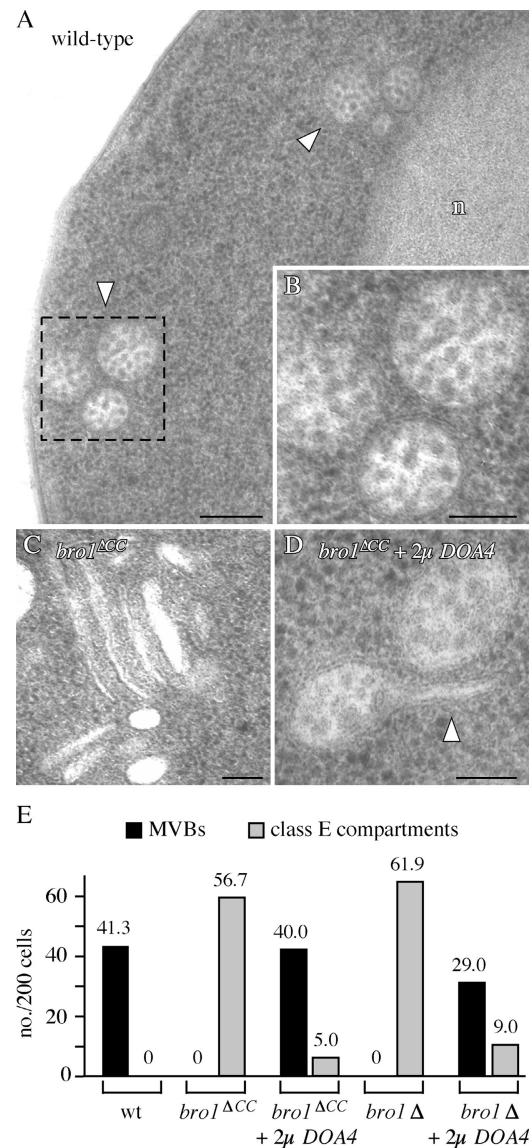 A
wild-type
n
B
C bro1ΔCC
D bro1ΔCC + 2μ DOA4
E
MVBs class E compartments
no./200 cells
60
40
20
0
41.3
0
0
56.7
40.0
5.0
0
61.9
29.0
9.0
wt bro1ΔCC bro1ΔCC bro1Δ bro1Δ
+ 2μ DOA4 + 2μ DOA4